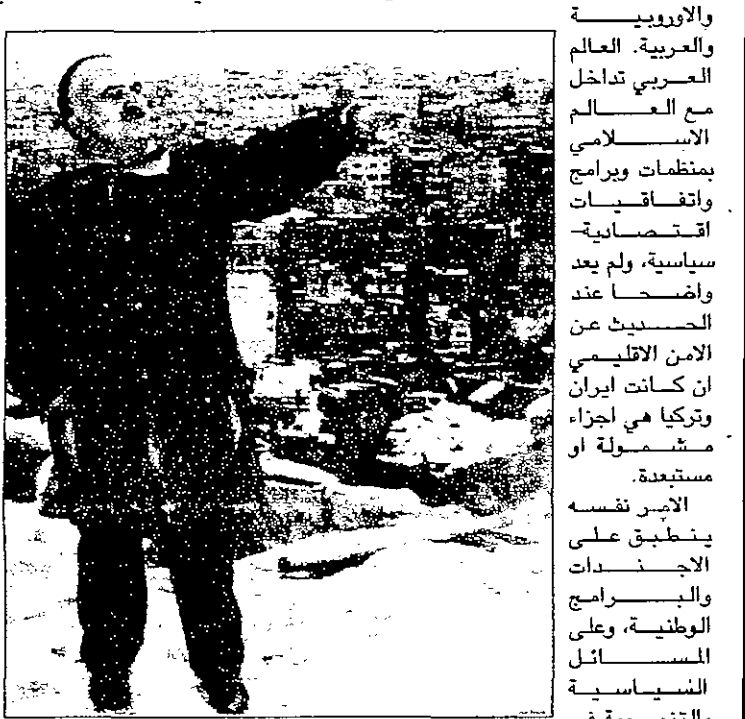 والاوروبية
والعربية. العالم
العربي تداخل
مع العالم
الاسلامي
بمنظمات وبرامج
واتفاقيات
اقتصادية-
سياسية، ولم يعد
واضحا عند
الحديث عن
الامن الاقليمي
ان كانت ايران
وتركيا هي اجزاء
مشمولة او
مستبعدة.
الامر نفسه
ينطبق على
الاجندات
والبرامج
الوطنية، وعلى
المسائل
السياسية